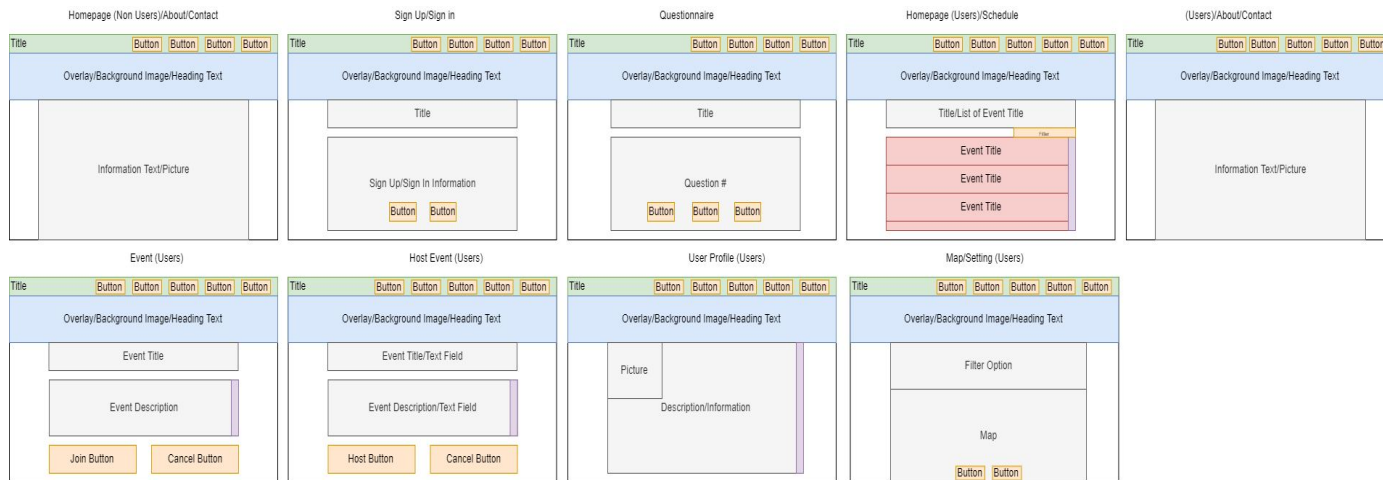 Homepage (Non Users)/About/Contact
Sign Up/Sign in
Questionnaire
Homepage (Users)/Schedule
(Users)/About/Contact
Title Button Button Button Button
Title Button Button Button Button
Title Button Button Button Button
Title Button Button Button Button Button
Title Button Button Button Button Button
Overlay/Background Image/Heading Text
Overlay/Background Image/Heading Text
Overlay/Background Image/Heading Text
Overlay/Background Image/Heading Text
Overlay/Background Image/Heading Text
Information Text/Picture
Title
Sign Up/Sign In Information
Button Button
Title
Question #
Button Button Button
Title/List of Event Title
Filter
Event Title
Event Title
Event Title
Information Text/Picture
Event (Users)
Host Event (Users)
User Profile (Users)
Map/Setting (Users)
Title Button Button Button Button Button
Title Button Button Button Button Button
Title Button Button Button Button Button
Title Button Button Button Button Button
Overlay/Background Image/Heading Text
Overlay/Background Image/Heading Text
Overlay/Background Image/Heading Text
Overlay/Background Image/Heading Text
Event Title
Event Description
Join Button Cancel Button
Event Title/Text Field
Event Description/Text Field
Host Button Cancel Button
Picture
Description/Information
Filter Option
Map
Button Button